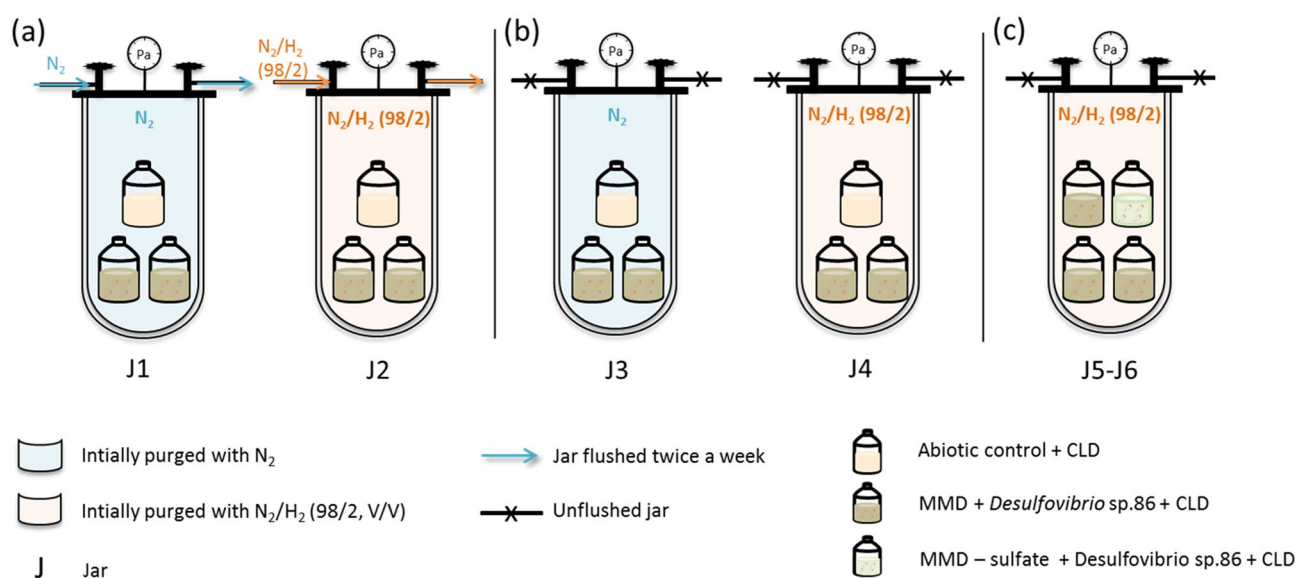 (a)
(b)
(c)
N₂
N₂/H₂
(98/2)
Pa
Pa
Pa
Pa
Pa
N₂
N₂/H₂ (98/2)
N₂
N₂/H₂ (98/2)
N₂/H₂ (98/2)
J1
J2
J3
J4
J5-J6
Intially purged with N₂
Intially purged with N₂/H₂ (98/2, V/V)
J Jar
Jar flushed twice a week
Unflushed jar
Abiotic control + CLD
MMD + Desulfovibrio sp.86 + CLD
MMD – sulfate + Desulfovibrio sp.86 + CLD